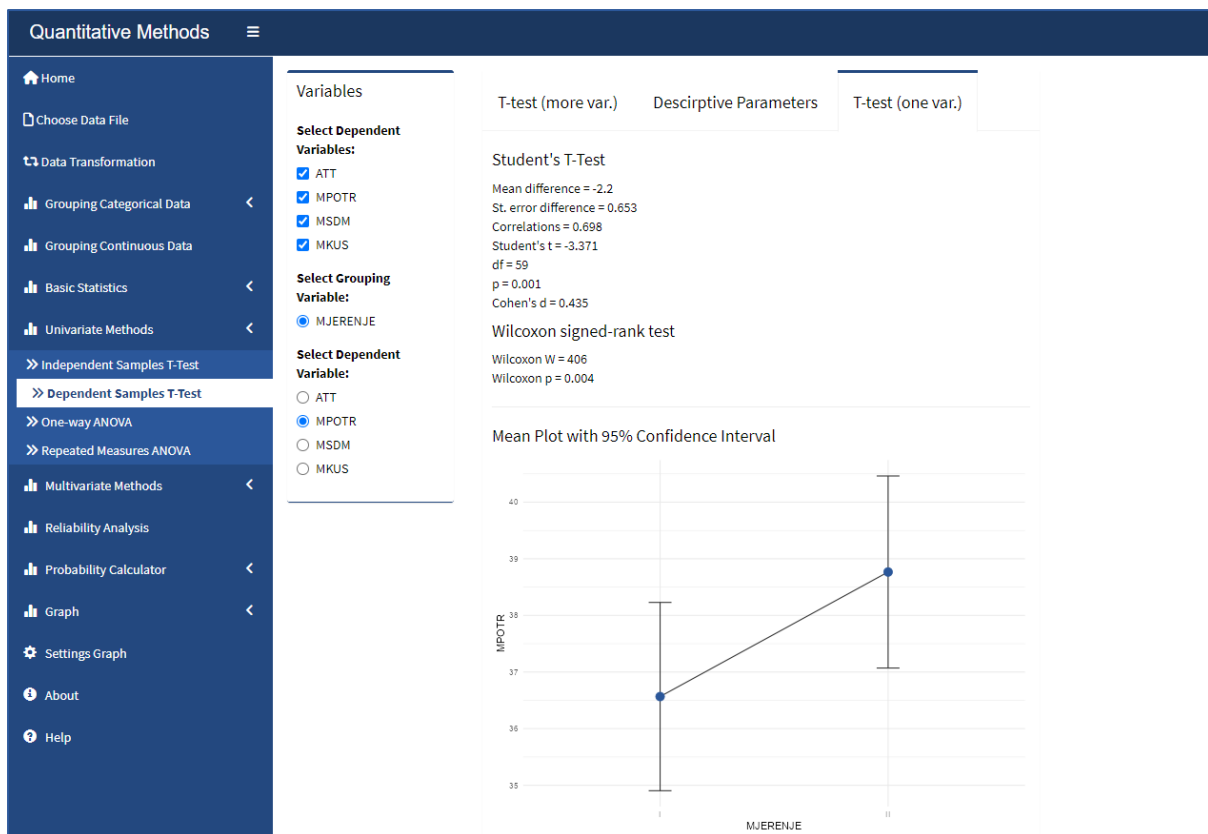 Quantitative Methods
Home
Choose Data File
Data Transformation
Grouping Categorical Data
Grouping Continuous Data
Basic Statistics
Univariate Methods
Independent Samples T-Test
Dependent Samples T-Test
One-way ANOVA
Repeated Measures ANOVA
Multivariate Methods
Reliability Analysis
Probability Calculator
Graph
Settings Graph
About
Help
Variables
Select Dependent
Variables:
ATT
MPOTR
MSDM
MKUS
Select Grouping
Variable:
MJERENJE
Select Dependent
Variable:
ATT
MPOTR
MSDM
MKUS
T-test (more var.)
Descirptive Parameters
T-test (one var.)
Student's T-Test
Mean difference = -2.2
St. error difference = 0.653
Correlations = 0.698
Student's t = -3.371
df = 59
p = 0.001
Cohen's d = 0.435
Wilcoxon signed-rank test
Wilcoxon W = 406
Wilcoxon p = 0.004
Mean Plot with 95% Confidence Interval
MPOTR
40
39
38
37
36
35
I
II
MJERENJE